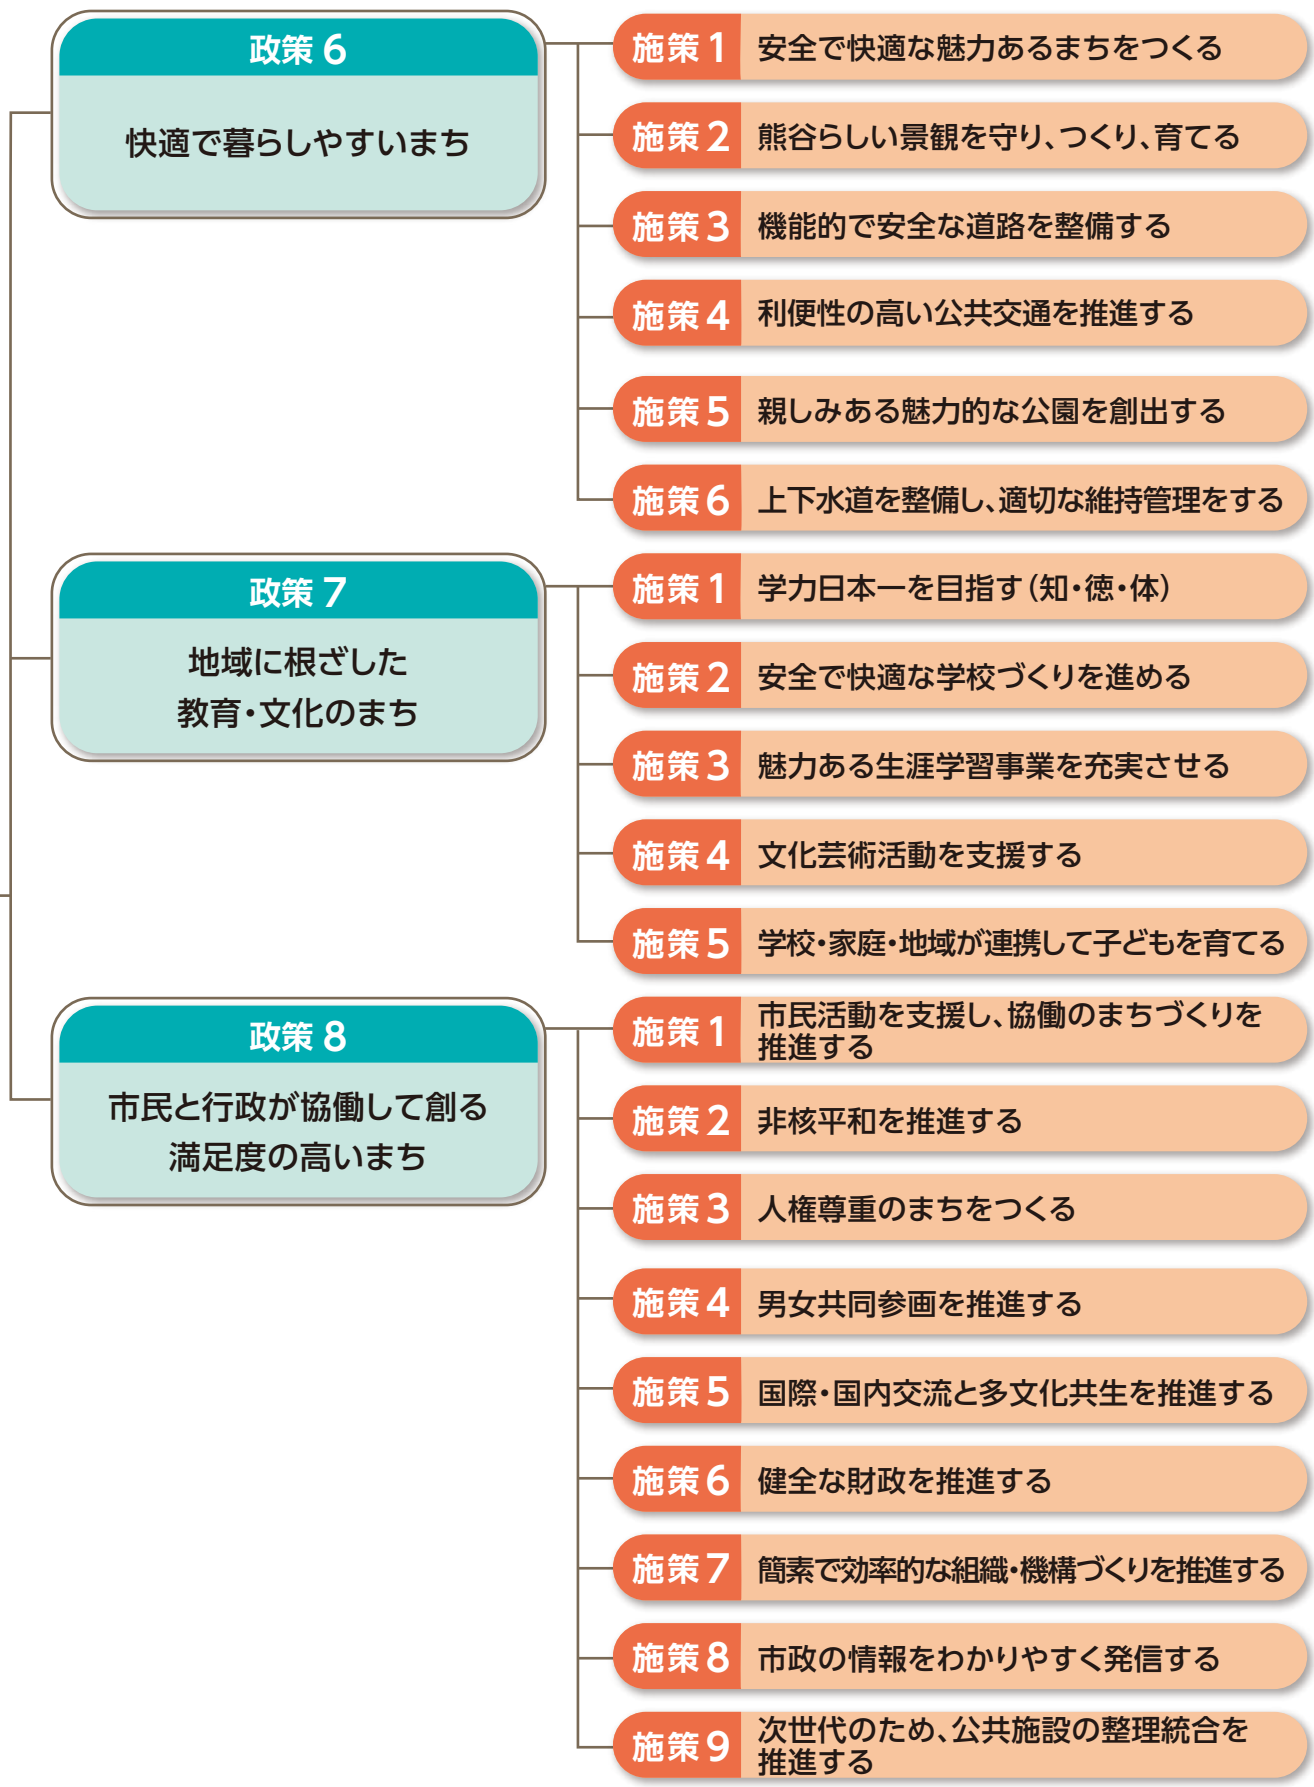 政策 6
快適で暮らしやすいまち
施策 1 安全で快適な魅力あるまちをつくる
施策 2 熊谷らしい景観を守り、つくり、育てる
施策 3 機能的で安全な道路を整備する
施策 4 利便性の高い公共交通を推進する
施策 5 親しみある魅力的な公園を創出する
施策 6 上下水道を整備し、適切な維持管理をする
政策 7
地域に根ざした
教育・文化のまち
施策 1 学力日本一を目指す（知・徳・体）
施策 2 安全で快適な学校づくりを進める
施策 3 魅力ある生涯学習事業を充実させる
施策 4 文化芸術活動を支援する
施策 5 学校・家庭・地域が連携して子どもを育てる
政策 8
市民と行政が協働して創る
満足度の高いまち
施策 1 市民活動を支援し、協働のまちづくりを
推進する
施策 2 非核平和を推進する
施策 3 人権尊重のまちをつくる
施策 4 男女共同参画を推進する
施策 5 国際・国内交流と多文化共生を推進する
施策 6 健全な財政を推進する
施策 7 簡素で効率的な組織・機構づくりを推進する
施策 8 市政の情報をわかりやすく発信する
施策 9 次世代のため、公共施設の整理統合を
推進する